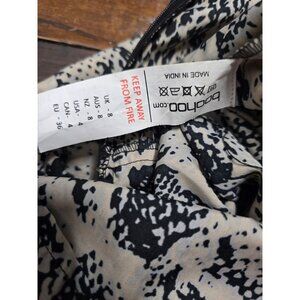 boohoo.com
MADE IN INDIA
KEEP AWAY
FROM FIRE
UK - 8
AUS - 8
NZ - 8
USA - 4
CAN - 4
EU - 36